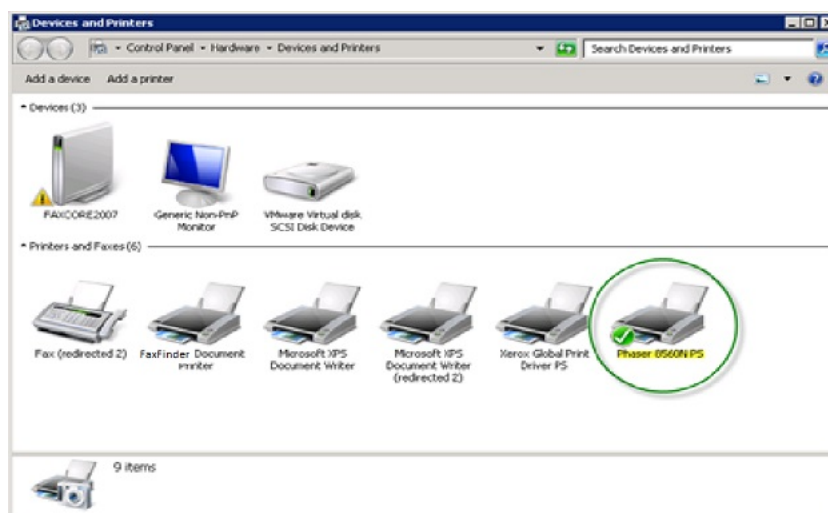 Devices and Printers
Control Panel Hardware Devices and Printers Search Devices and Printers
Add a device Add a printer
Devices (3)
FAXCORE2007 Generic Non-PnP VMware Virtual disk
Monitor SCSI Disk Device
Printers and Faxes (6)
Fax (redirected 2) FaxFinder Document Microsoft XPS Microsoft XPS Xerox Global Print Phaser 8560N PS
Printer Document Writer Document Writer Driver PS
(redirected 2)
9 items